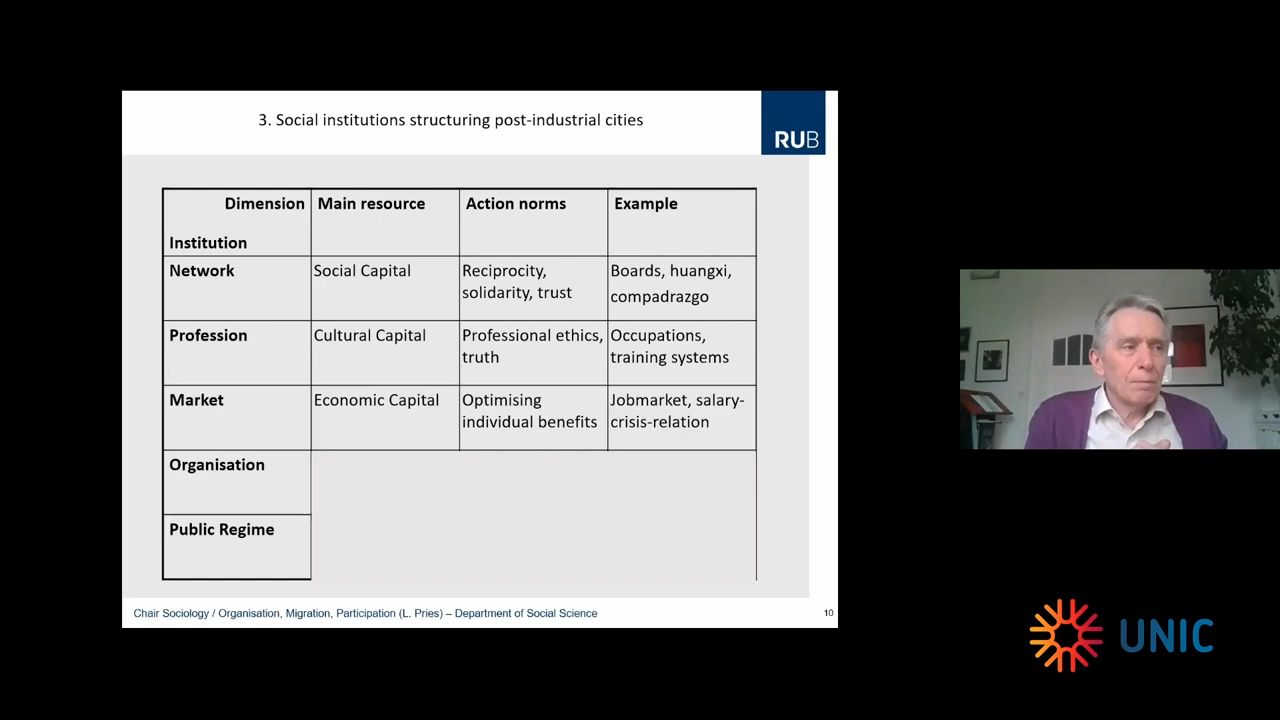 3. Social institutions structuring post-industrial cities
RUB
Dimension
Institution
Main resource
Action norms
Example
Network
Social Capital
Reciprocity,
solidarity, trust
Boards, huangxi,
compadrazgo
Profession
Cultural Capital
Professional ethics,
truth
Occupations,
training systems
Market
Economic Capital
Optimising
individual benefits
Jobmarket, salary-
crisis-relation
Organisation
Public Regime
Chair Sociology / Organisation, Migration, Participation (L. Pries) – Department of Social Science
10
UNIC